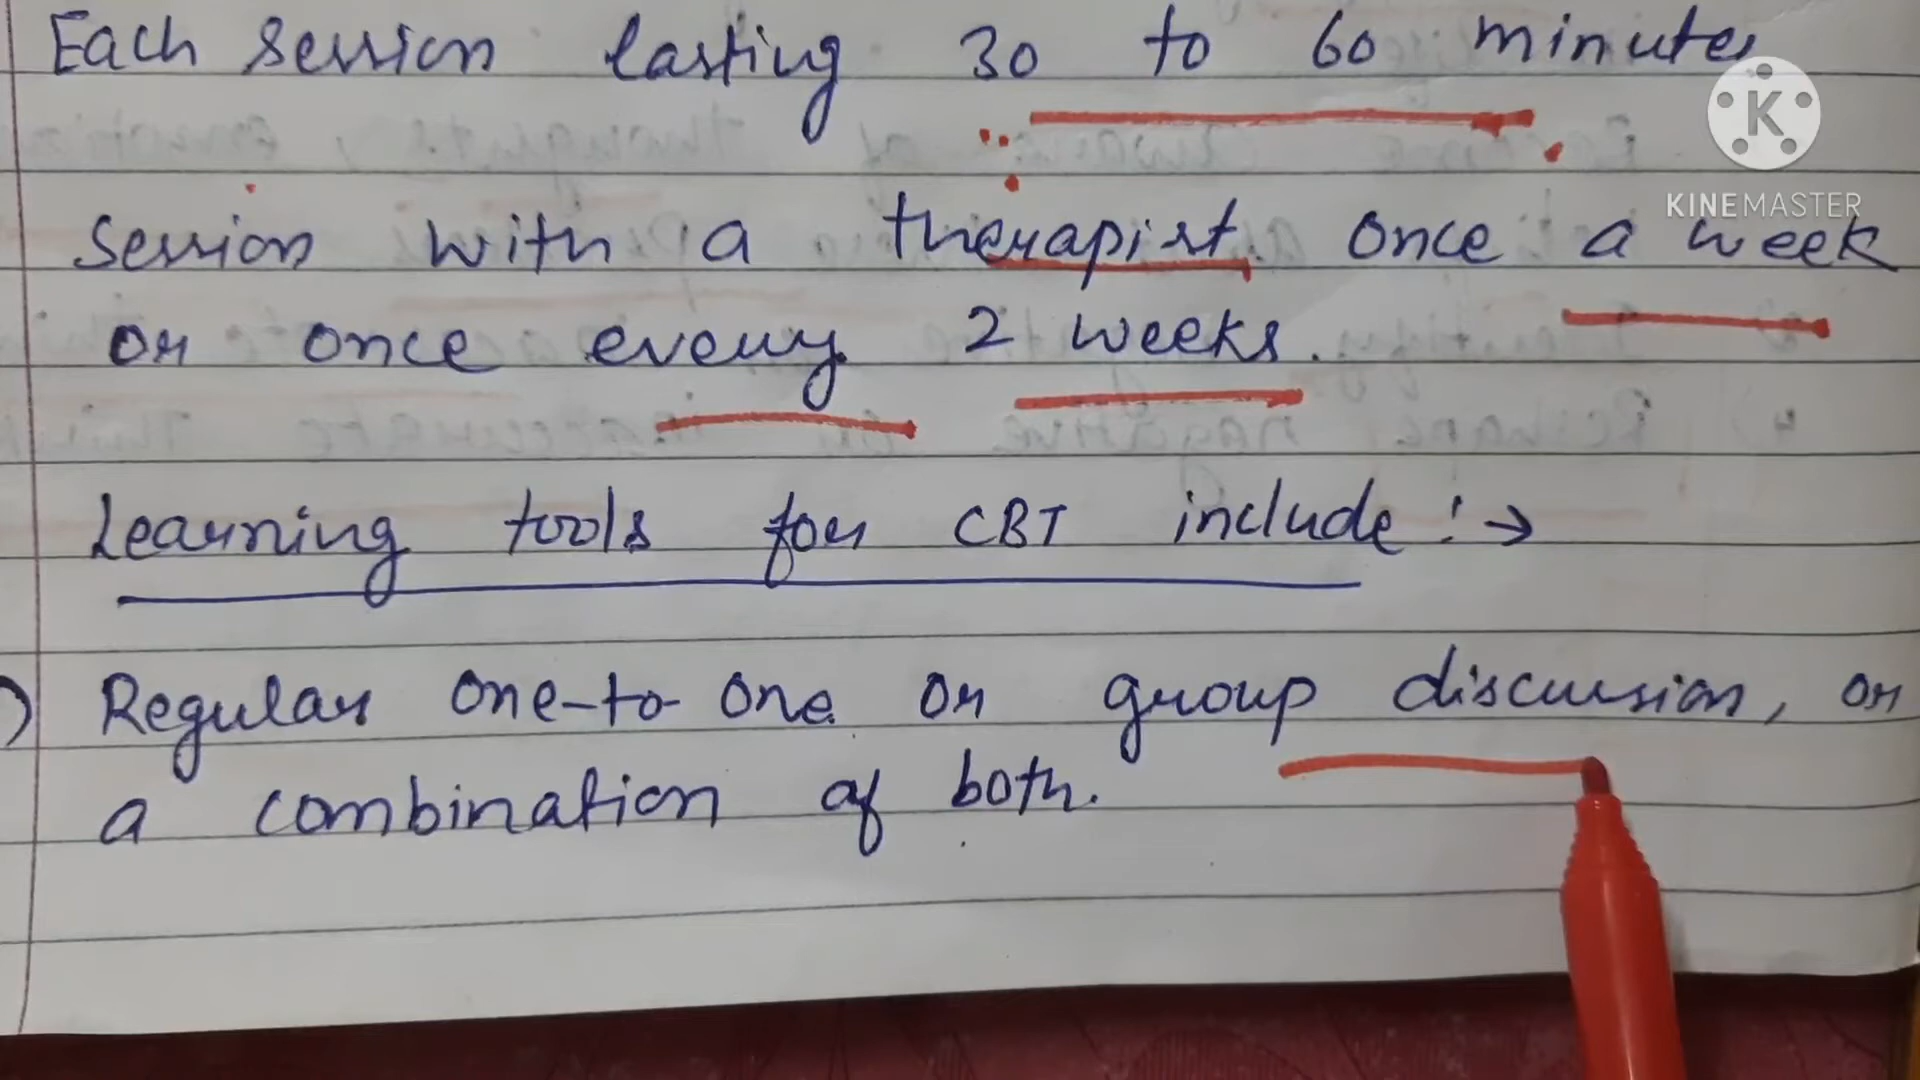 Each session lasting 30 to 60 minutes
K
KINEMASTER
session with a therapist once a week
or once every 2 weeks.
Learning tools for CBT include :→
) Regular one-to-one or group discussion, or
a combination of both.